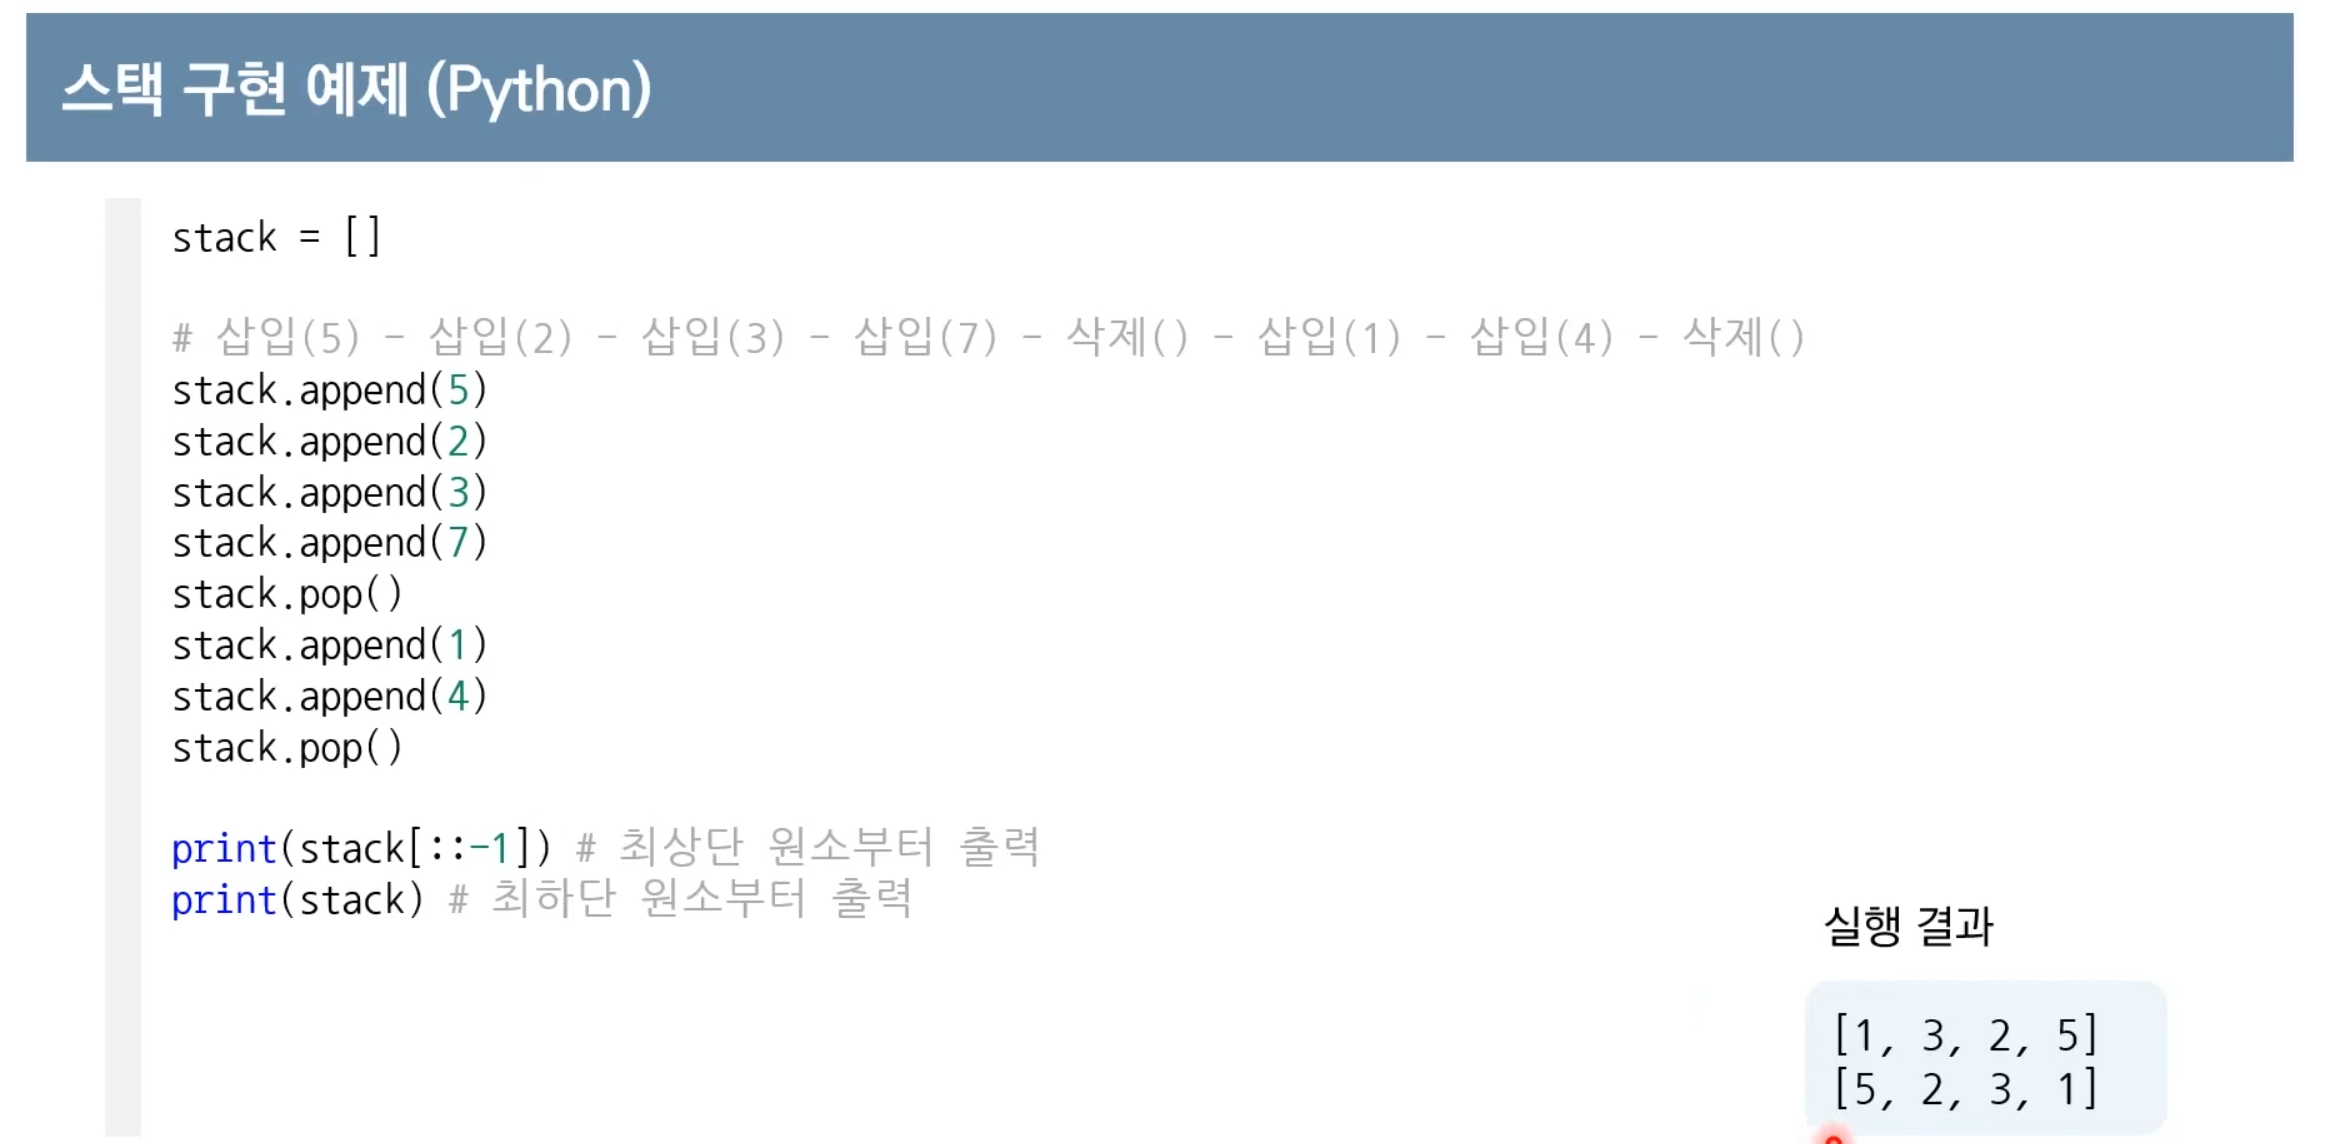 스택 구현 예제 (Python)
stack = []
# 삽입(5) - 삽입(2) - 삽입(3) - 삽입(7) - 삭제() - 삽입(1) - 삽입(4) - 삭제()
stack.append(5)
stack.append(2)
stack.append(3)
stack.append(7)
stack.pop()
stack.append(1)
stack.append(4)
stack.pop()
print(stack[::-1]) # 최상단 원소부터 출력
print(stack) # 최하단 원소부터 출력
실행 결과
[1, 3, 2, 5]
[5, 2, 3, 1]